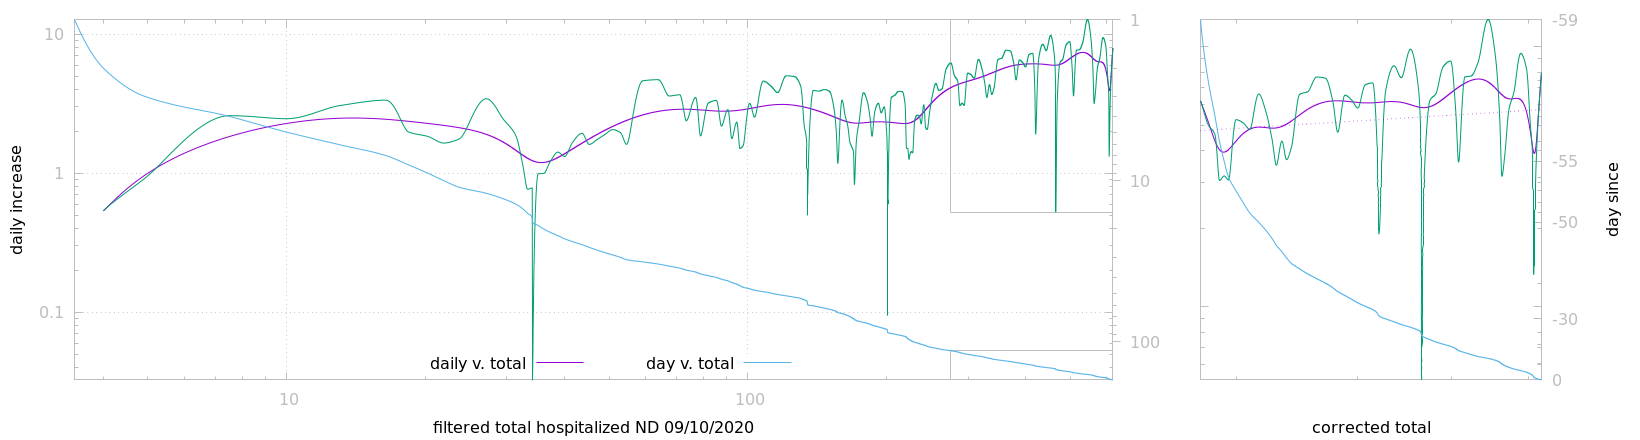 10
1
0.1
daily increase
10
100
1
10
100
daily v. total
day v. total
filtered total hospitalized ND 09/10/2020
-59
-55
-50
-30
0
day since
corrected total